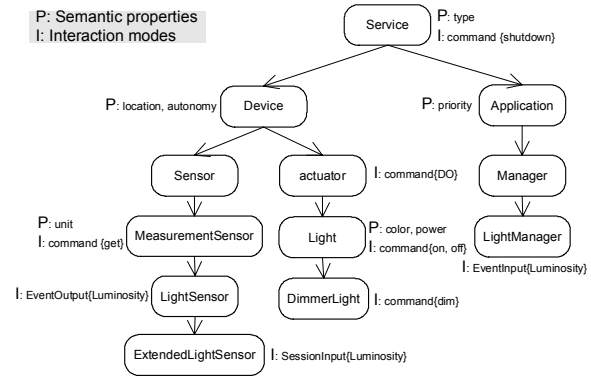 P: Semantic properties
I: Interaction modes
Service
P: type
I: command {shutdown}
P: location, autonomy
Device
P: priority
Application
Sensor
actuator
I: command{DO}
Manager
P: unit
I: command {get}
MeasurementSensor
Light
P: color, power
I: command{on, off}
LightManager
I: EventInput{Luminosity}
I: EventOutput{Luminosity}
LightSensor
DimmerLight
I: command{dim}
ExtendedLightSensor
I: SessionInput{Luminosity}